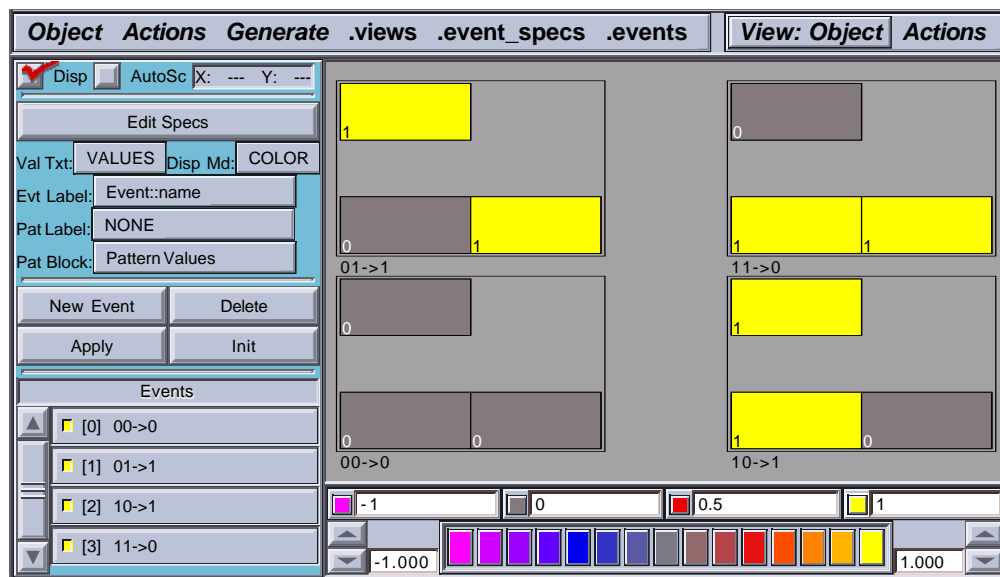 Object Actions Generate .views .event_specs .events View: Object Actions
Disp AutoSc X: --- Y: ---
Edit Specs
Val Txt: VALUES Disp Md: COLOR
Evt Label: Event::name
Pat Label: NONE
Pat Block: Pattern Values
New Event Delete
Apply Init
Events
[0] 00->0
[1] 01->1
[2] 10->1
[3] 11->0
1
0 1
01->1
0
1 1
11->0
0
0 0
00->0
1
1 0
10->1
-1 0 0.5 1
-1.000 1.000